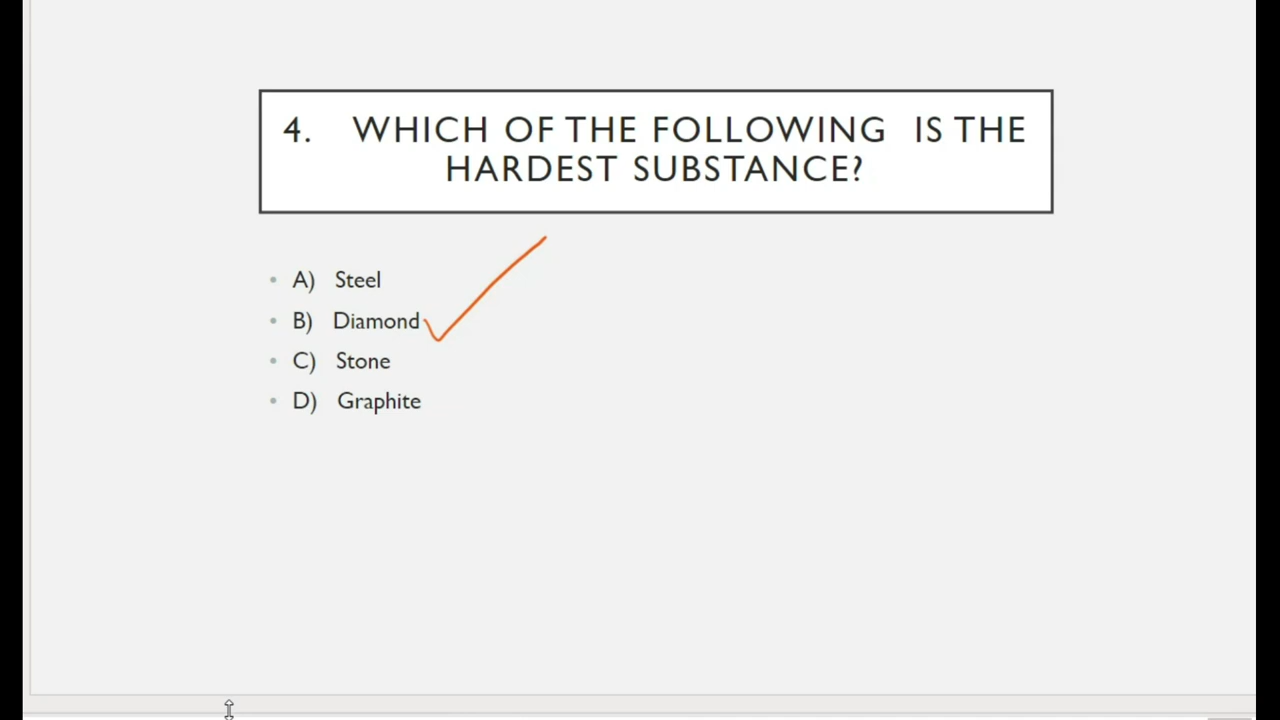 4. WHICH OF THE FOLLOWING IS THE
HARDEST SUBSTANCE?
• A) Steel
• B) Diamond
• C) Stone
• D) Graphite